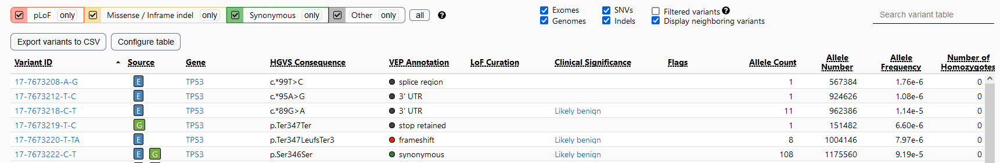 pLoF only Missense / Inframe indel only Synonymous only Other only all ? Exomes SNVs Filtered variants ? Search variant table
Genomes Indels Display neighboring variants
Export variants to CSV Configure table
Variant ID Source Gene HGVS Consequence VEP Annotation LoF Curation Clinical Significance Flags Allele Count Allele Number Allele Frequency Number of Homozygotes
17-7673208-A-G E TP53 c.*99T>C splice region 1 567384 1.76e-6 0
17-7673212-T-C E TP53 c.*95A>G 3' UTR 1 924626 1.08e-6 0
17-7673218-C-T E TP53 c.*89G>A 3' UTR Likely benign 11 962386 1.14e-5 0
17-7673219-T-C G TP53 p.Ter347Ter stop retained 1 151482 6.60e-6 0
17-7673220-T-TA E TP53 p.Ter347LeufsTer3 frameshift Likely benign 8 1004146 7.97e-6 0
17-7673222-C-T E G TP53 p.Ser346Ser synonymous Likely benign 108 1175560 9.19e-5 0